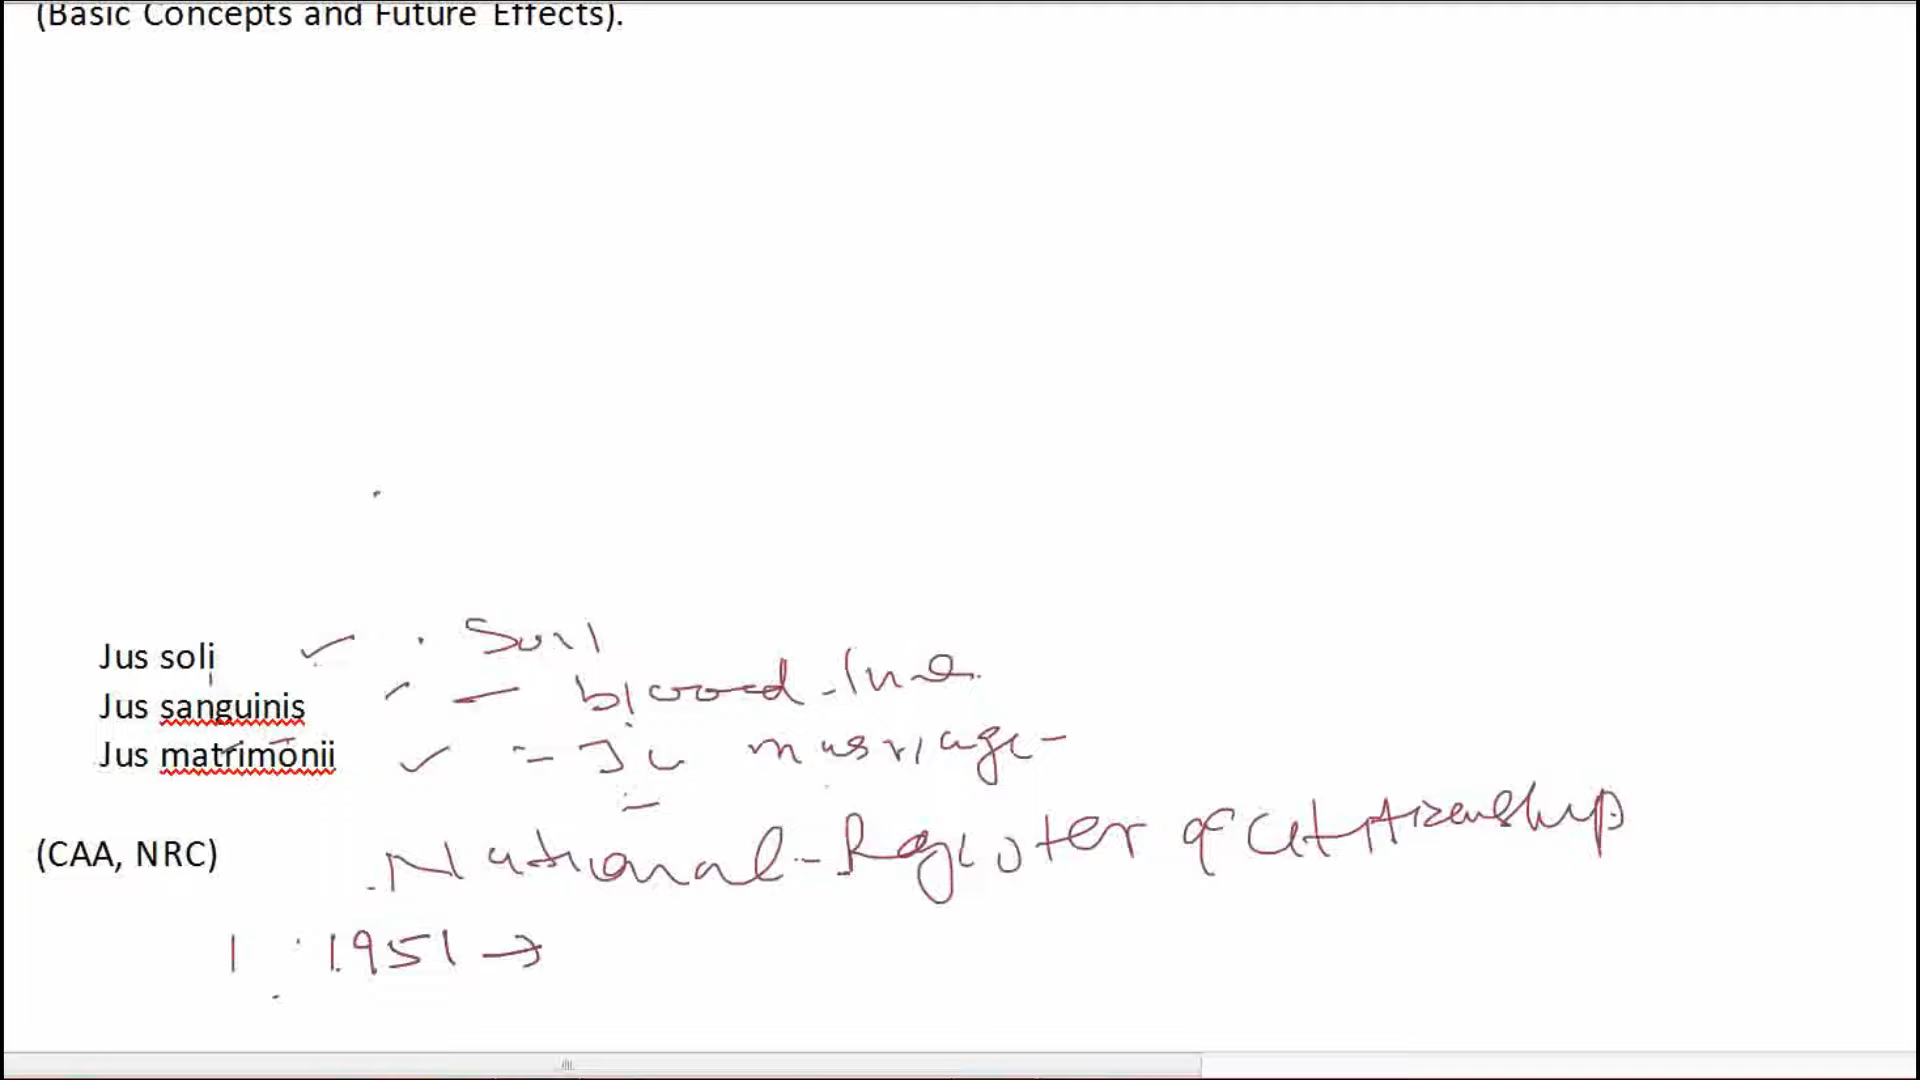 (Basic Concepts and Future Effects).
Jus soli Soil
Jus sanguinis - blood-line
Jus matrimonii - marriage-
(CAA, NRC) National-Register of Citizenship
1 1951 →